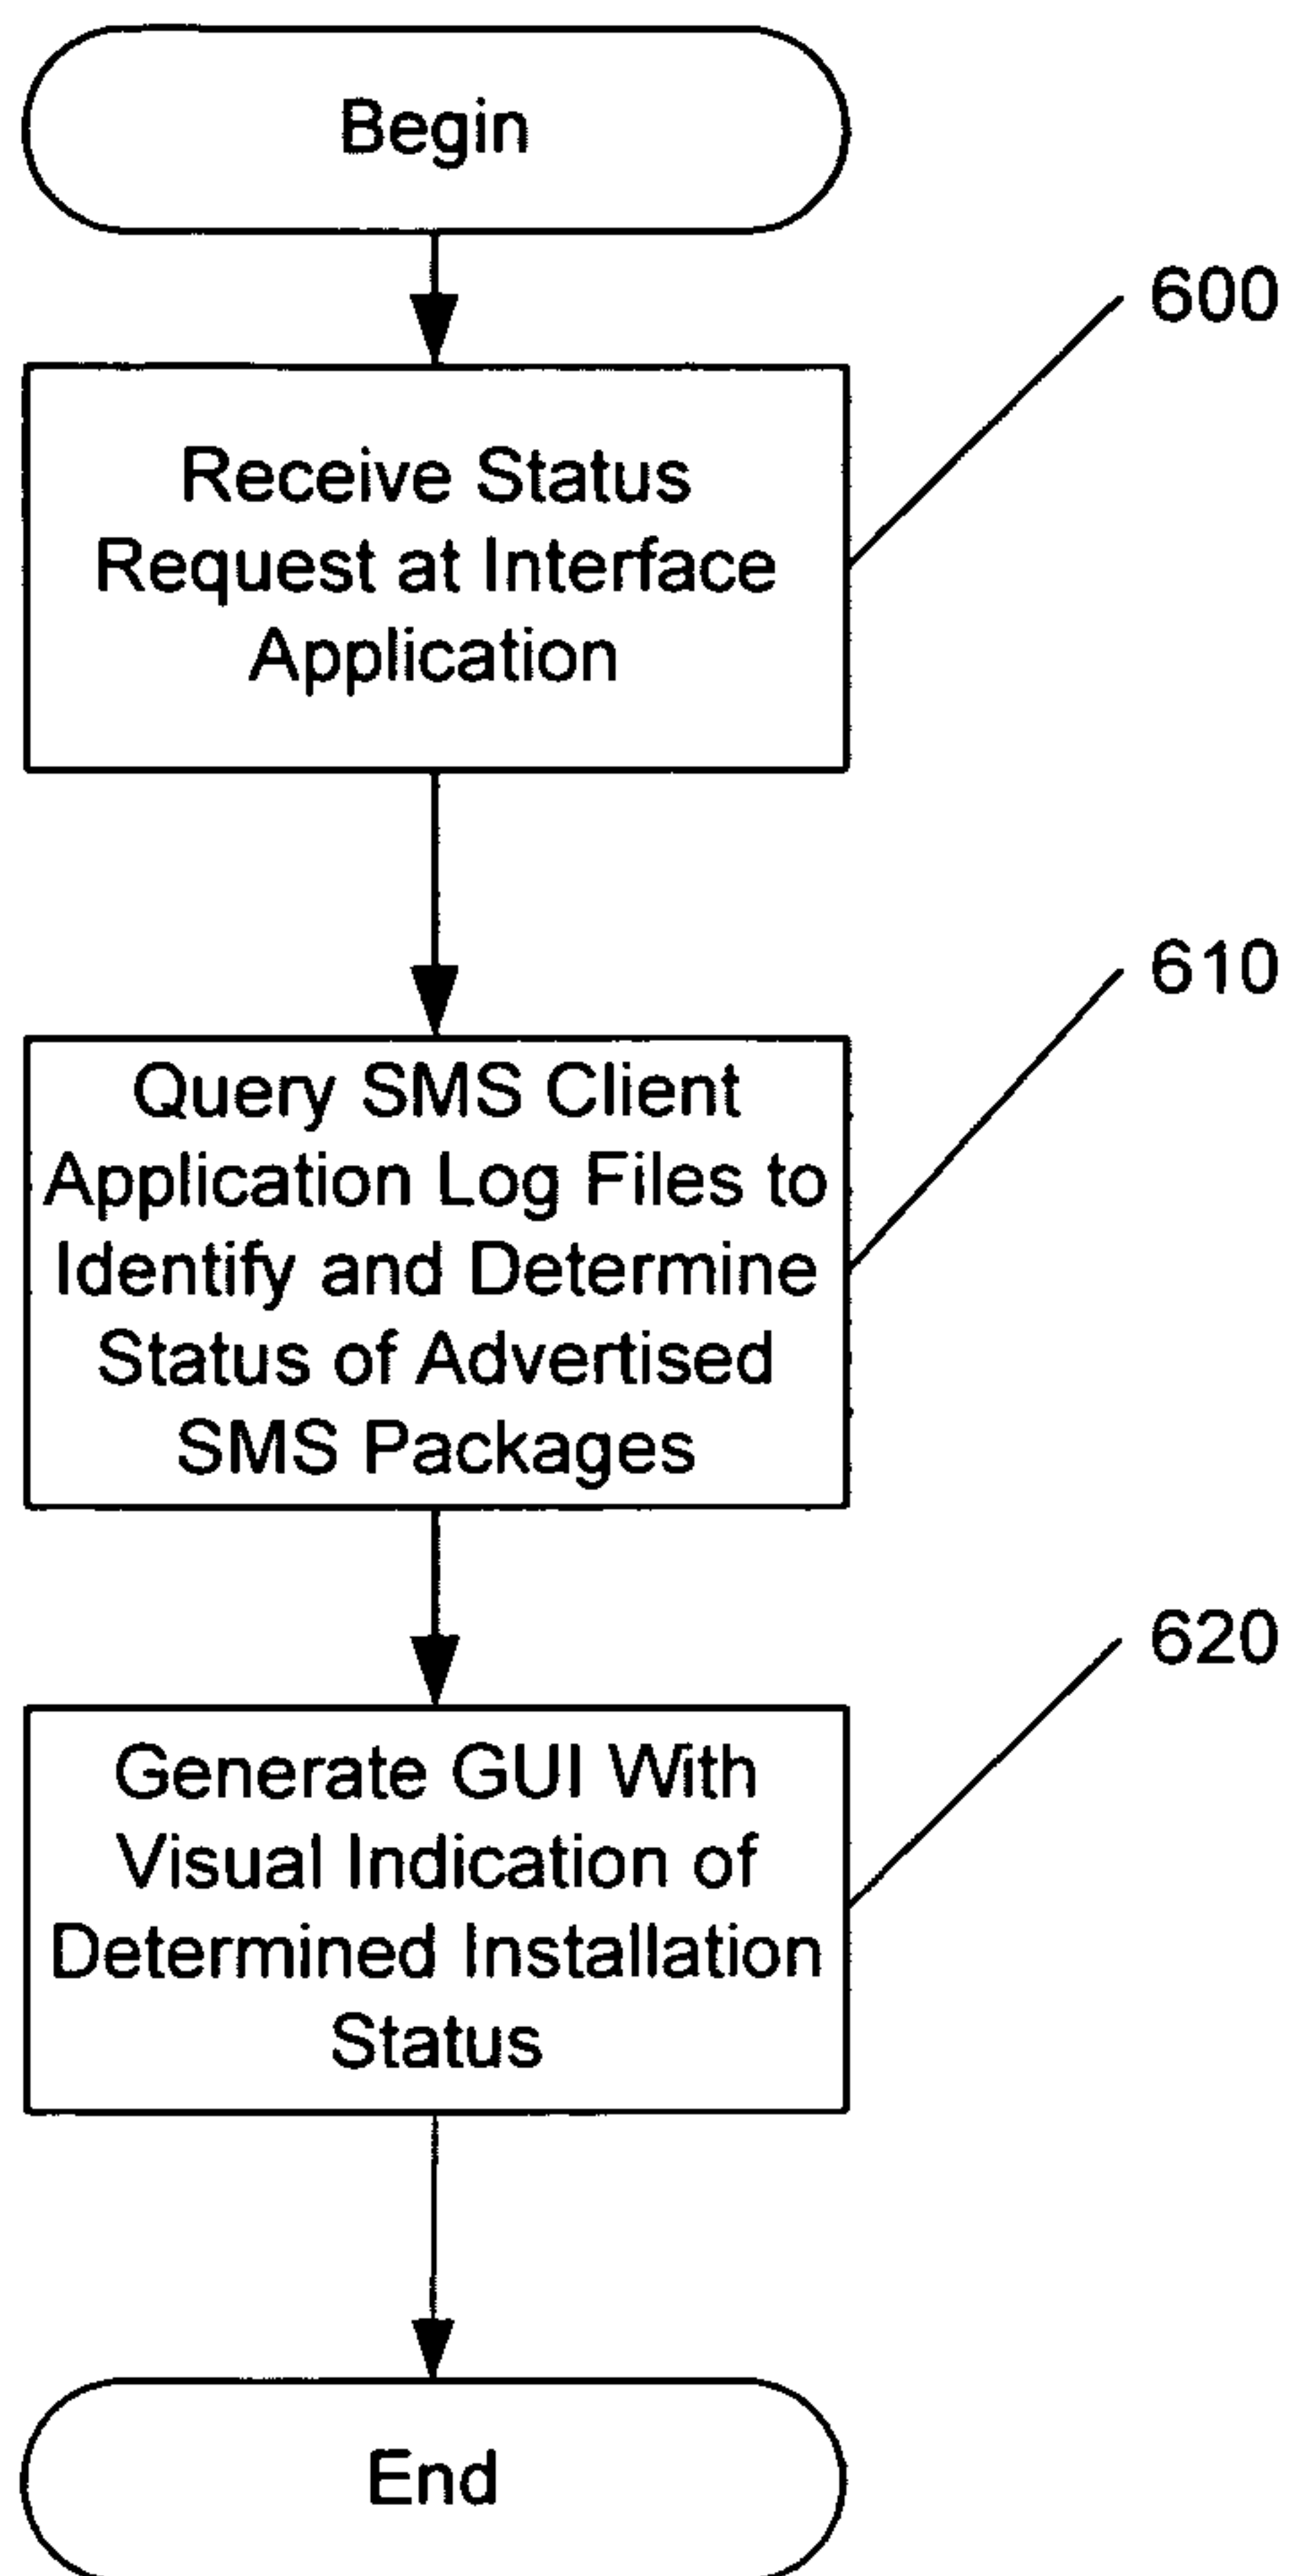 Begin
600
Receive Status
Request at Interface
Application
610
Query SMS Client
Application Log Files to
Identify and Determine
Status of Advertised
SMS Packages
620
Generate GUI With
Visual Indication of
Determined Installation
Status
End